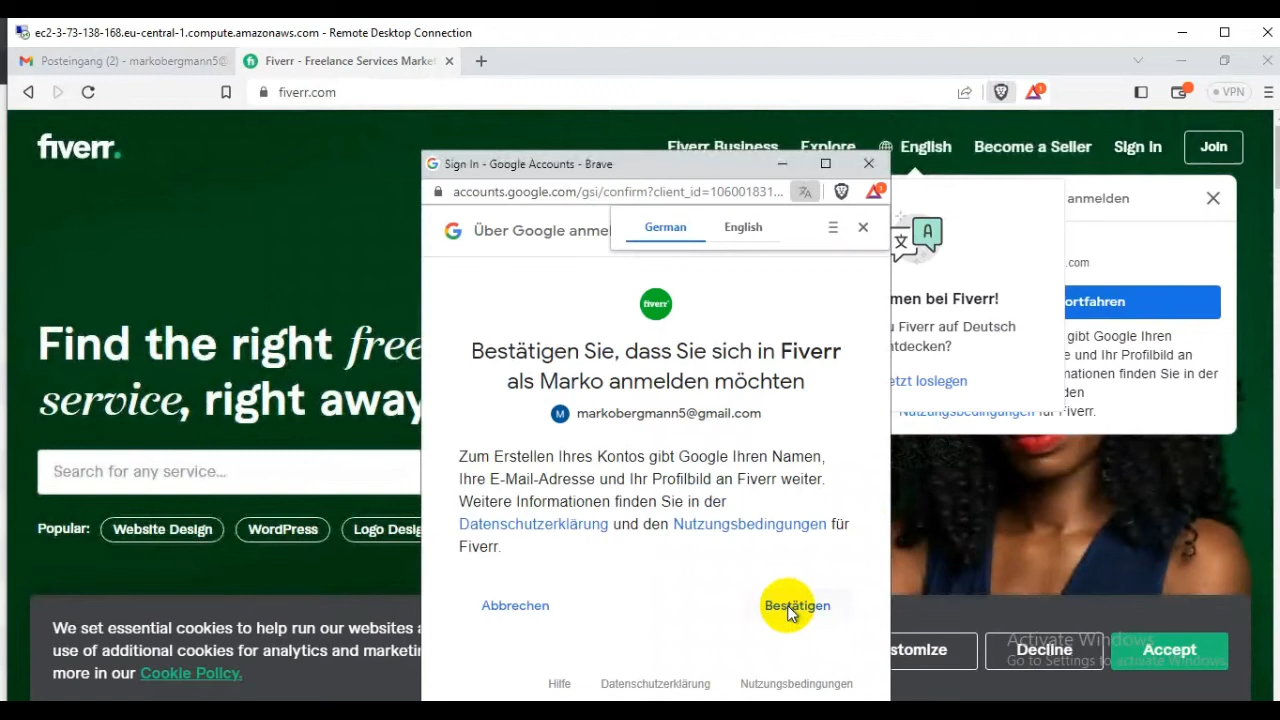 ec2-3-73-138-168.eu-central-1.compute.amazonaws.com - Remote Desktop Connection
Posteingang (2) - markobergmann5@
Fiverr - Freelance Services Marke
fiverr.com
VPN
fiverr.
Fiverr Business
Explore
English
Become a Seller
Sign In
Join
Sign In - Google Accounts - Brave
accounts.google.com/gsi/confirm?client_id=106001831...
Über Google anme
German
English
anmelden
.com
ortfahren
gibt Google Ihren
e und Ihr Profilbild an
rmationen finden Sie in der
den
Nutzungsbedingungen für Fiverr.
A
men bei Fiverr!
u Fiverr auf Deutsch
tdecken?
etzt loslegen
fiverr
Bestätigen Sie, dass Sie sich in Fiverr
als Marko anmelden möchten
M markobergmann5@gmail.com
Zum Erstellen Ihres Kontos gibt Google Ihren Namen,
Ihre E-Mail-Adresse und Ihr Profilbild an Fiverr weiter.
Weitere Informationen finden Sie in der
Datenschutzerklärung und den Nutzungsbedingungen für
Fiverr.
Abbrechen
Bestätigen
Hilfe
Datenschutzerklärung
Nutzungsbedingungen
Find the right free
service, right away
Search for any service...
Popular:
Website Design
WordPress
Logo Desig
We set essential cookies to help run our websites a
use of additional cookies for analytics and marketi
more in our Cookie Policy.
stomize
Decline
Accept
Activate Windows
Go to Settings to activate Windows.